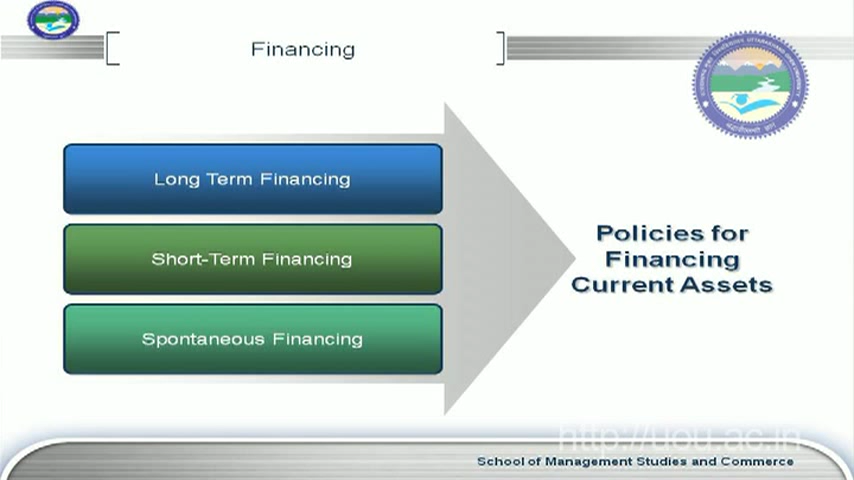 Financing
Long Term Financing
Short-Term Financing
Spontaneous Financing
Policies for
Financing
Current Assets
http://uou.ac.in
School of Management Studies and Commerce